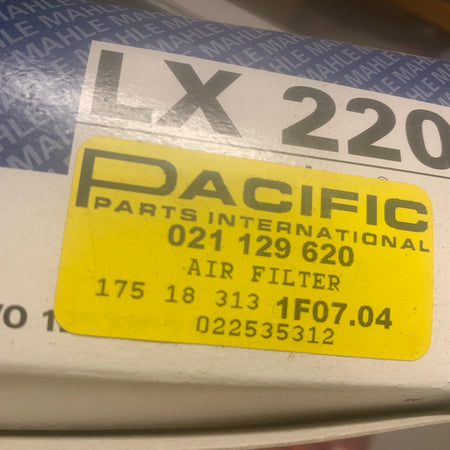 MAHLE MAHLE MAHLE MAHLE
LX 220
PACIFIC
PARTS INTERNATIONAL
021 129 620
AIR FILTER
175 18 313 1F07.04
022535312